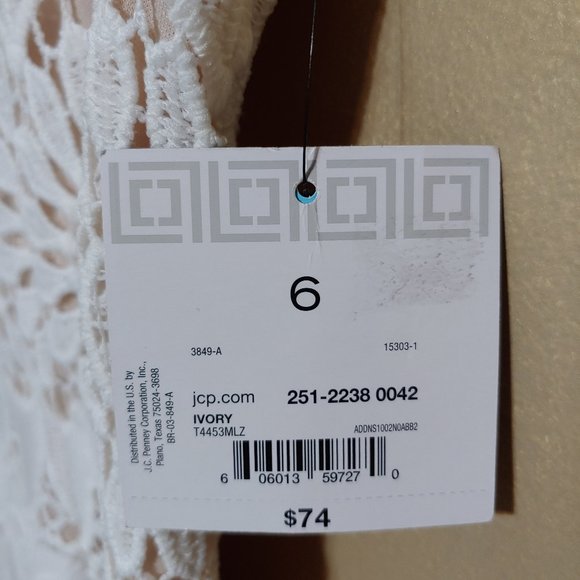 6
3849-A 15303-1
jcp.com 251-2238 0042
IVORY
T4453MLZ ADDNS1002N0ABB2
6 06013 59727 0
$74
Distributed in the U.S. by
J.C. Penney Corporation, Inc.,
Plano, Texas 75024-3698
BR-03-849-A